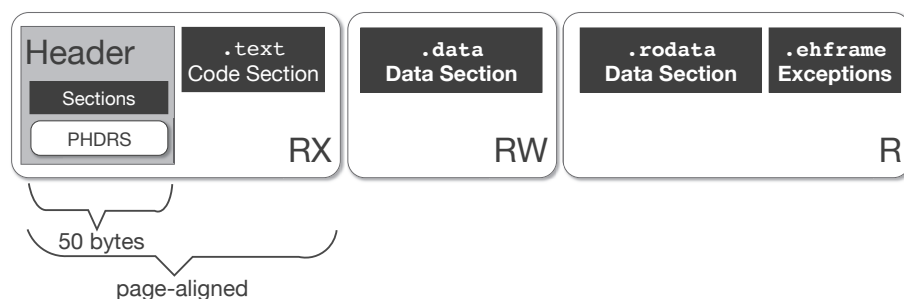 Header
Sections
PHDRS
.text
Code Section
RX
.data
Data Section
RW
.rodata
Data Section
.ehframe
Exceptions
R
50 bytes
page-aligned